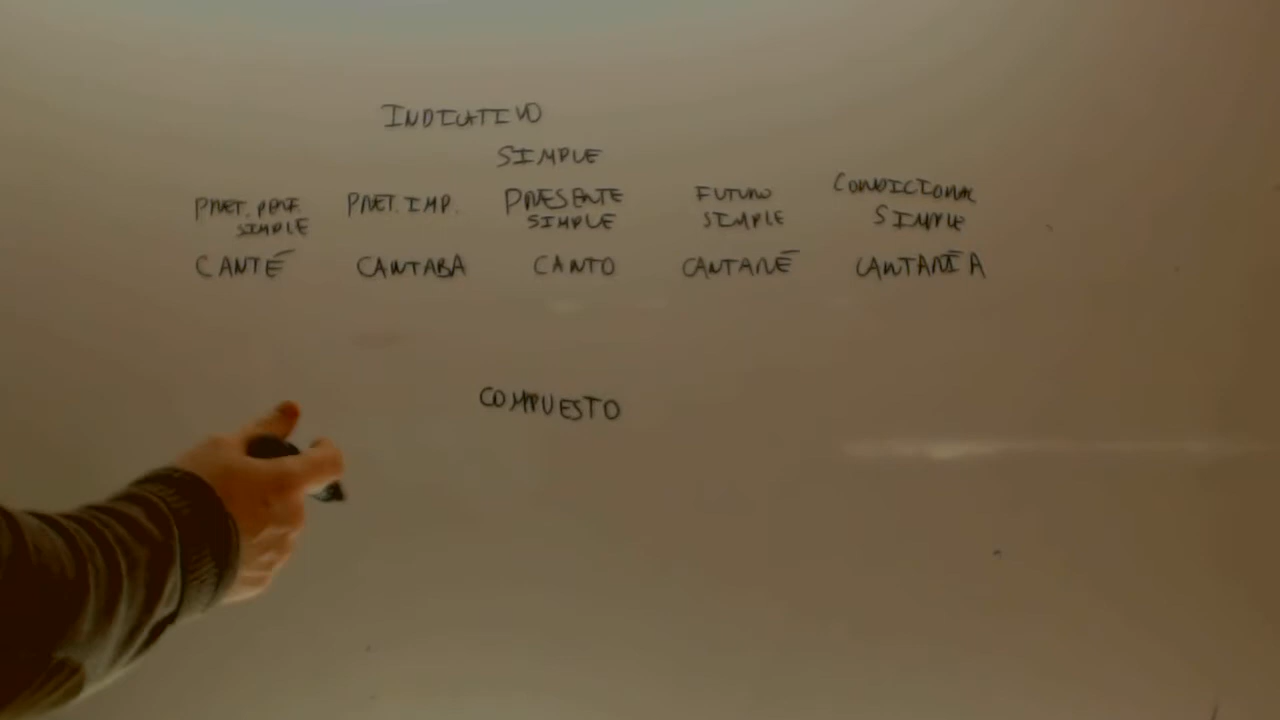 INDICATIVO
SIMPLE
PRET. PERF. SIMPLE
PRET. IMP.
PRESENTE SIMPLE
FUTURO SIMPLE
CONDICIONAL SIMPLE
CANTÉ CANTABA CANTO CANTARÉ CANTARÍA
COMPUESTO